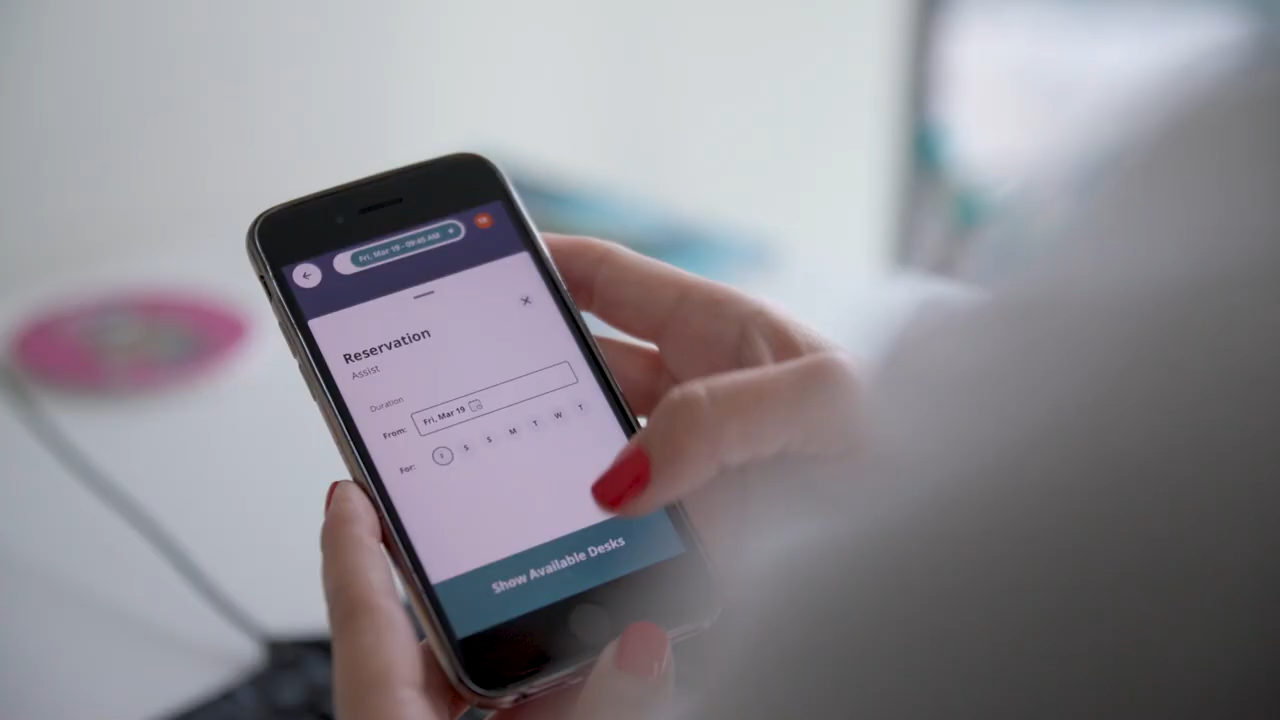 Fri, Mar 19 - 09:45 AM
Reservation
Assist
Duration
From: Fri, Mar 19
For: F S S M T W T
Show Available Desks